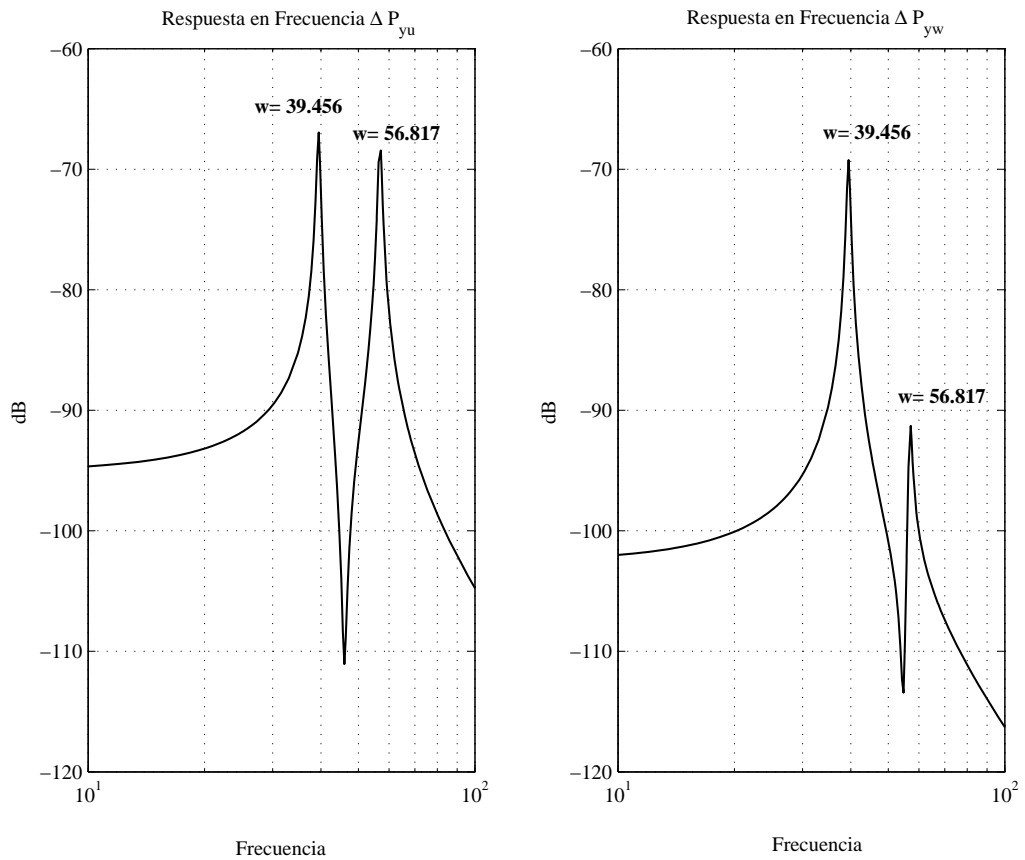 Respuesta en Frecuencia Δ P_yu
−60
−70
−80
−90
−100
−110
−120
dB
w= 39.456
w= 56.817
10^1
10^2
Frecuencia
Respuesta en Frecuencia Δ P_yw
−60
−70
−80
−90
−100
−110
−120
dB
w= 39.456
w= 56.817
10^1
10^2
Frecuencia